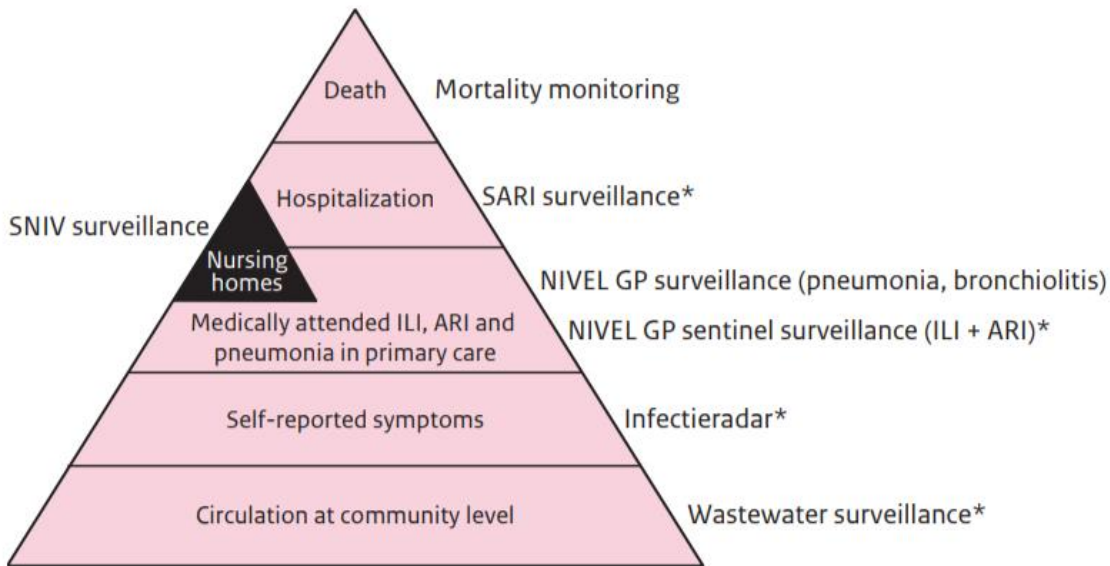 Death
Mortality monitoring
Hospitalization
SARI surveillance*
SNIV surveillance
Nursing
homes
NIVEL GP surveillance (pneumonia, bronchiolitis)
Medically attended ILI, ARI and
pneumonia in primary care
NIVEL GP sentinel surveillance (ILI + ARI)*
Self-reported symptoms
Infectieradar*
Circulation at community level
Wastewater surveillance*